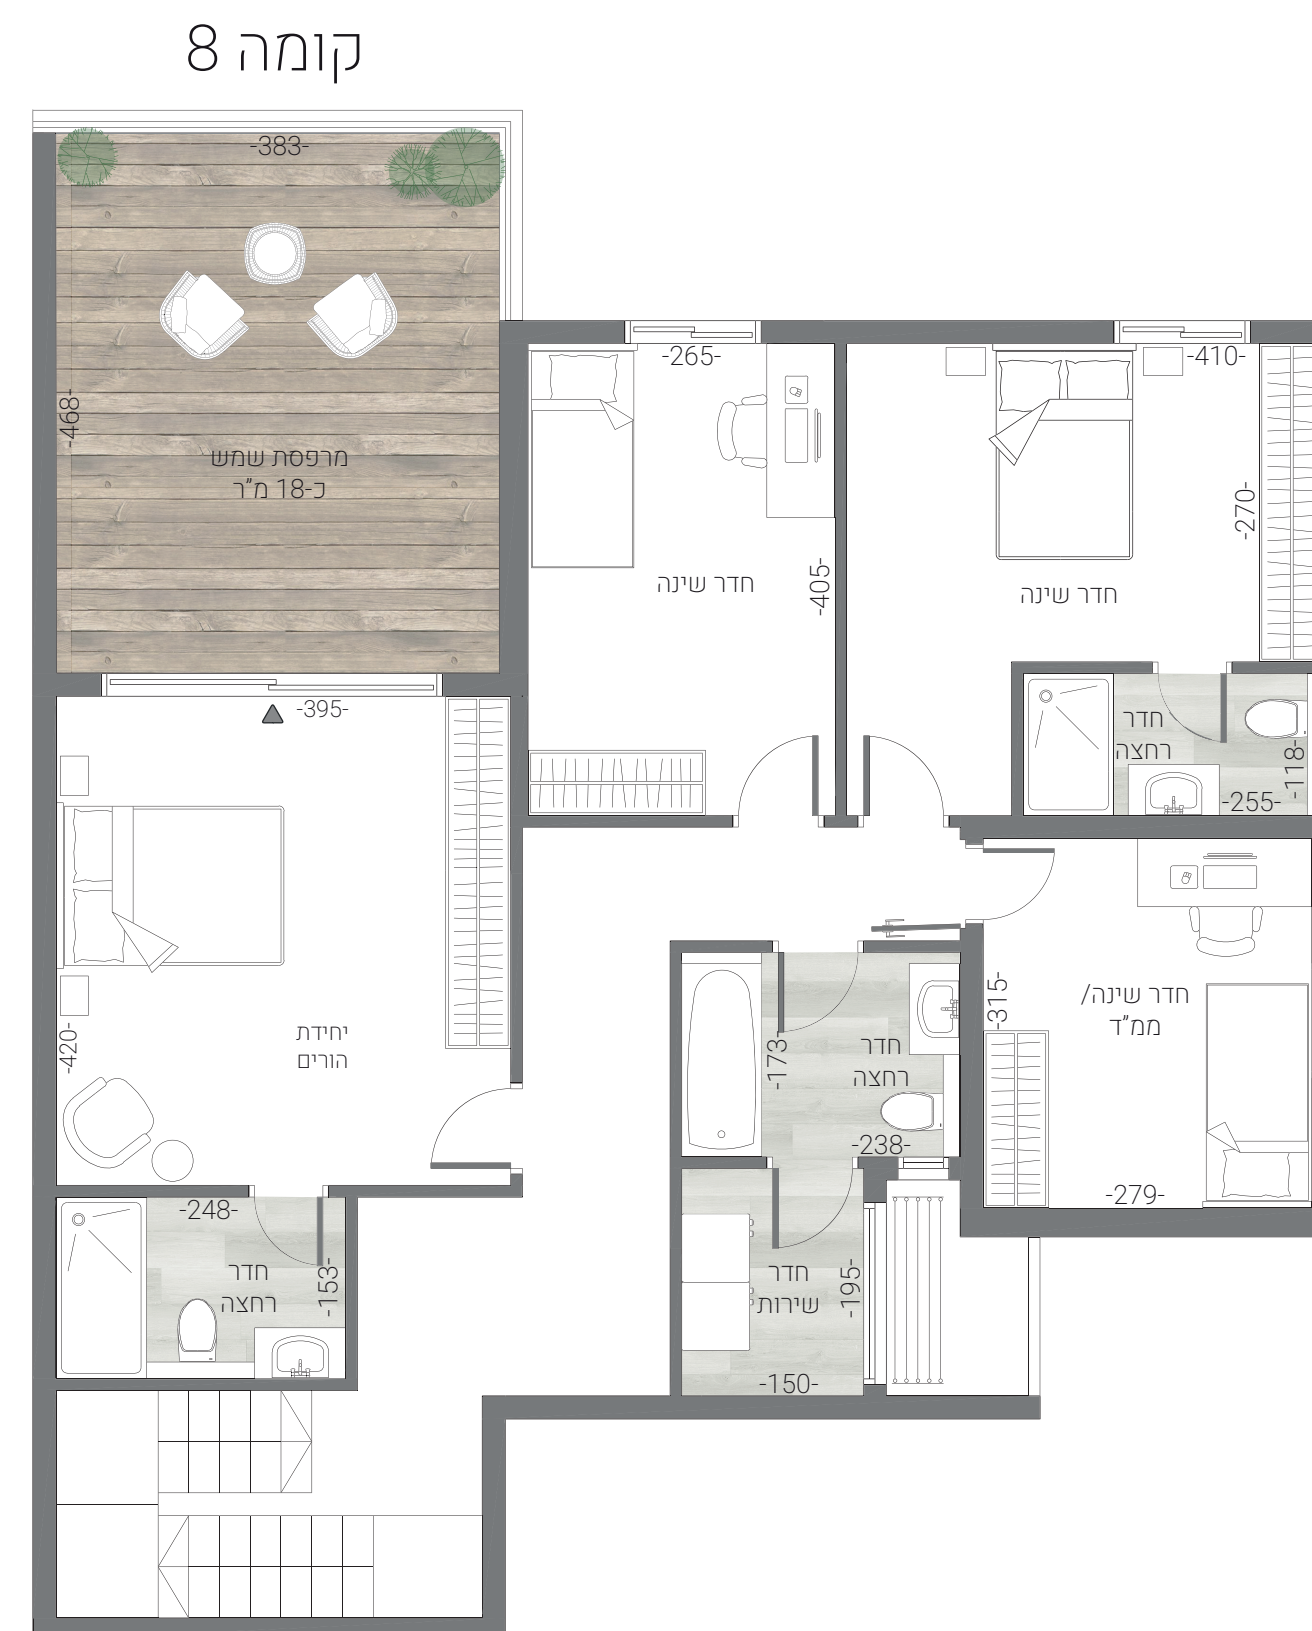 קומה 8
-383-
-468-
מרפסת שמש
כ-18 מ"ר
-265-
-405-
חדר שינה
-410-
-270-
חדר שינה
חדר
רחצה
-118-
-255-
-395-
-420-
יחידת
הורים
-315-
חדר שינה/
ממ"ד
-279-
-173-
חדר
רחצה
-238-
-248-
-153-
חדר
רחצה
חדר
שירות
-195-
-150-